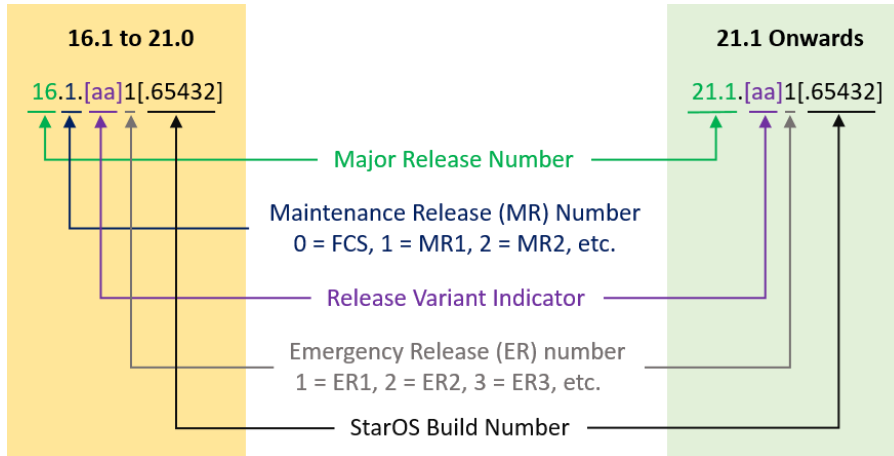 16.1 to 21.0
21.1 Onwards
16.1.[aa]1[.65432]
21.1.[aa]1[.65432]
Major Release Number
Maintenance Release (MR) Number
0 = FCS, 1 = MR1, 2 = MR2, etc.
Release Variant Indicator
Emergency Release (ER) number
1 = ER1, 2 = ER2, 3 = ER3, etc.
StarOS Build Number